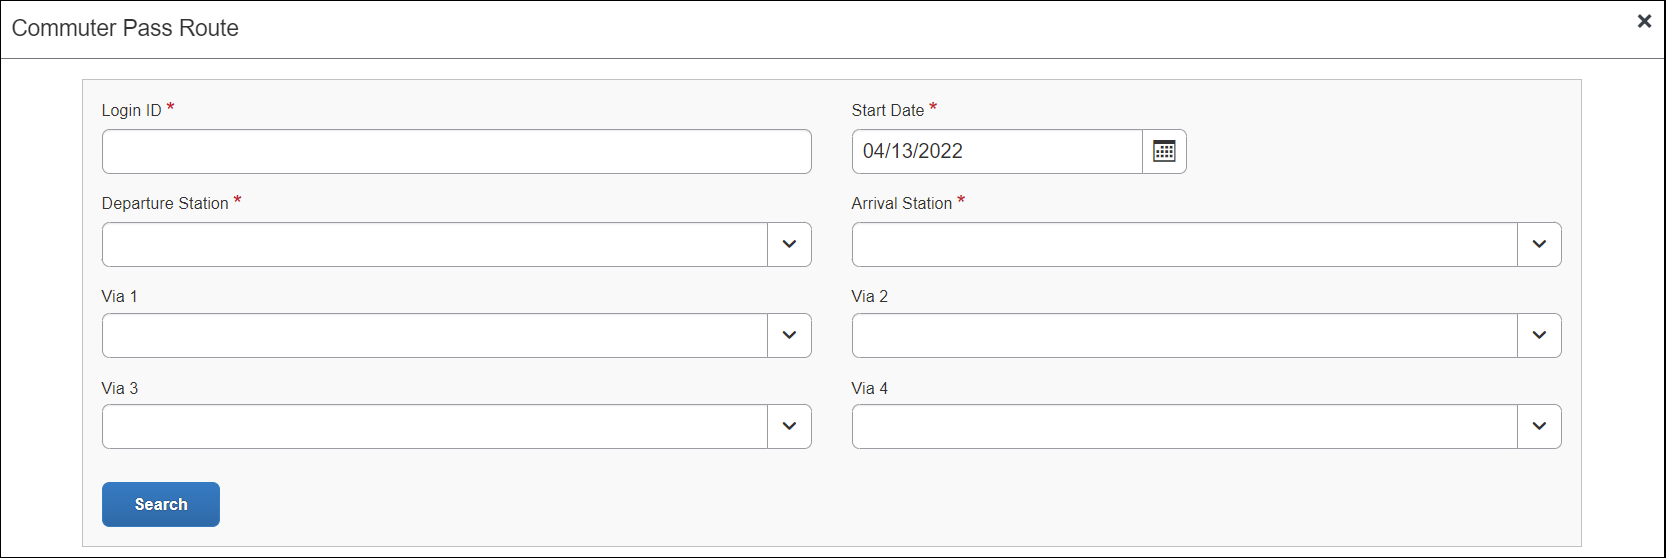 Commuter Pass Route
Login ID *
Start Date *
04/13/2022
Departure Station *
Arrival Station *
Via 1
Via 2
Via 3
Via 4
Search